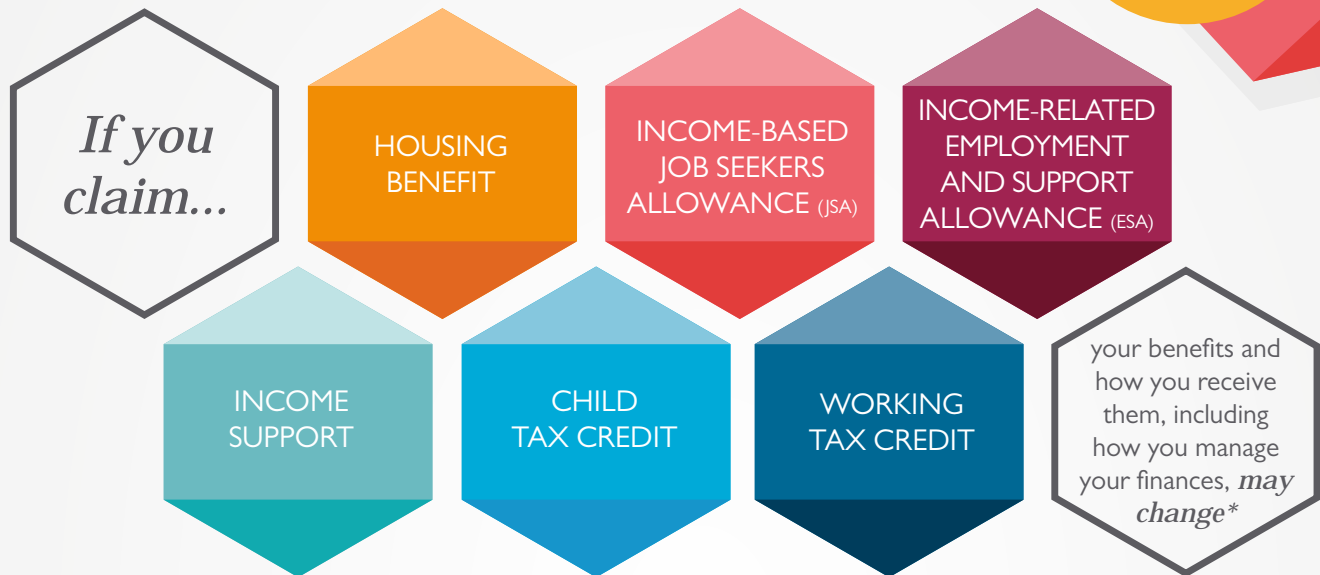 If you
claim...
HOUSING
BENEFIT
INCOME-BASED
JOB SEEKERS
ALLOWANCE (JSA)
INCOME-RELATED
EMPLOYMENT
AND SUPPORT
ALLOWANCE (ESA)
INCOME
SUPPORT
CHILD
TAX CREDIT
WORKING
TAX CREDIT
your benefits and
how you receive
them, including
how you manage
your finances, may
change*